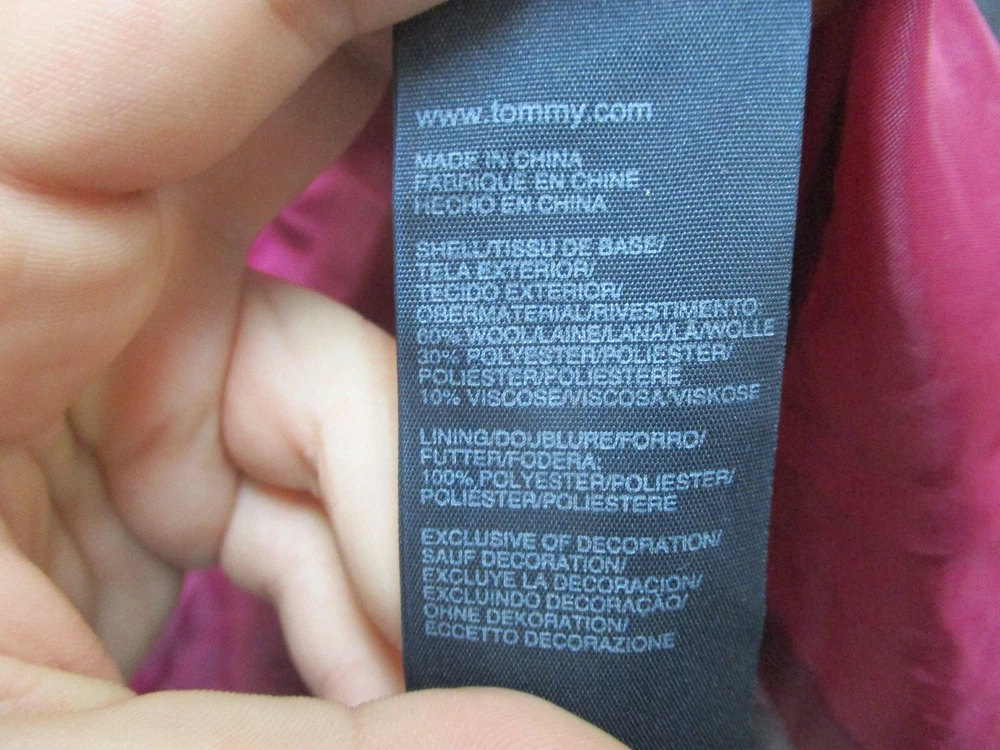 www.tommy.com
MADE IN CHINA
FABRIQUE EN CHINE
HECHO EN CHINA
SHELL/TISSU DE BASE/
TELA EXTERIOR/
TECIDO EXTERIOR/
OBERMATERIAL/RIVESTIMENTO
60% WOOL/LAINE/LANA/LÃ/WOLLE
30% POLYESTER/POLIESTER/
POLIÉSTER/POLIESTERE
10% VISCOSE/VISCOSA/VISKOSE
LINING/DOUBLURE/FORRO/
FUTTER/FODERA:
100% POLYESTER/POLIESTER/
POLIÉSTER/POLIESTERE
EXCLUSIVE OF DECORATION/
SAUF DECORATION/
EXCLUYE LA DECORACION/
EXCLUINDO DECORAÇÃO/
OHNE DEKORATION/
ECCETTO DECORAZIONE